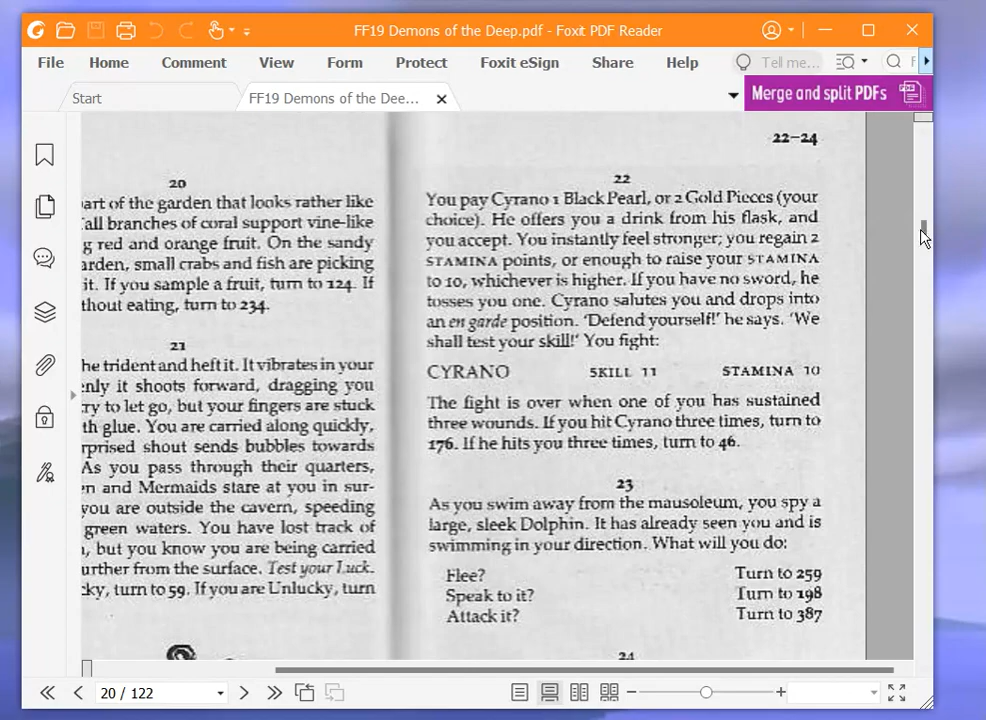 FF19 Demons of the Deep.pdf - Foxit PDF Reader
File Home Comment View Form Protect Foxit eSign Share Help Tell me... F
Start
FF19 Demons of the Dee...
Merge and split PDFs
20
art of the garden that looks rather like
all branches of coral support vine-like
g red and orange fruit. On the sandy
arden, small crabs and fish are picking
it. If you sample a fruit, turn to 124. If
thout eating, turn to 234.
21
he trident and heft it. It vibrates in your
nly it shoots forward, dragging you
try to let go, but your fingers are stuck
th glue. You are carried along quickly,
rprised shout sends bubbles towards
As you pass through their quarters,
n and Mermaids stare at you in sur-
you are outside the cavern, speeding
green waters. You have lost track of
, but you know you are being carried
urther from the surface. Test your Luck.
ky, turn to 59. If you are Unlucky, turn
22–24
22
You pay Cyrano 1 Black Pearl, or 2 Gold Pieces (your
choice). He offers you a drink from his flask, and
you accept. You instantly feel stronger; you regain 2
STAMINA points, or enough to raise your STAMINA
to 10, whichever is higher. If you have no sword, he
tosses you one. Cyrano salutes you and drops into
an en garde position. 'Defend yourself!' he says. 'We
shall test your skill!' You fight:
CYRANO SKILL 11 STAMINA 10
The fight is over when one of you has sustained
three wounds. If you hit Cyrano three times, turn to
176. If he hits you three times, turn to 46.
23
As you swim away from the mausoleum, you spy a
large, sleek Dolphin. It has already seen you and is
swimming in your direction. What will you do:
Flee? Turn to 259
Speak to it? Turn to 198
Attack it? Turn to 387
24
20 / 122